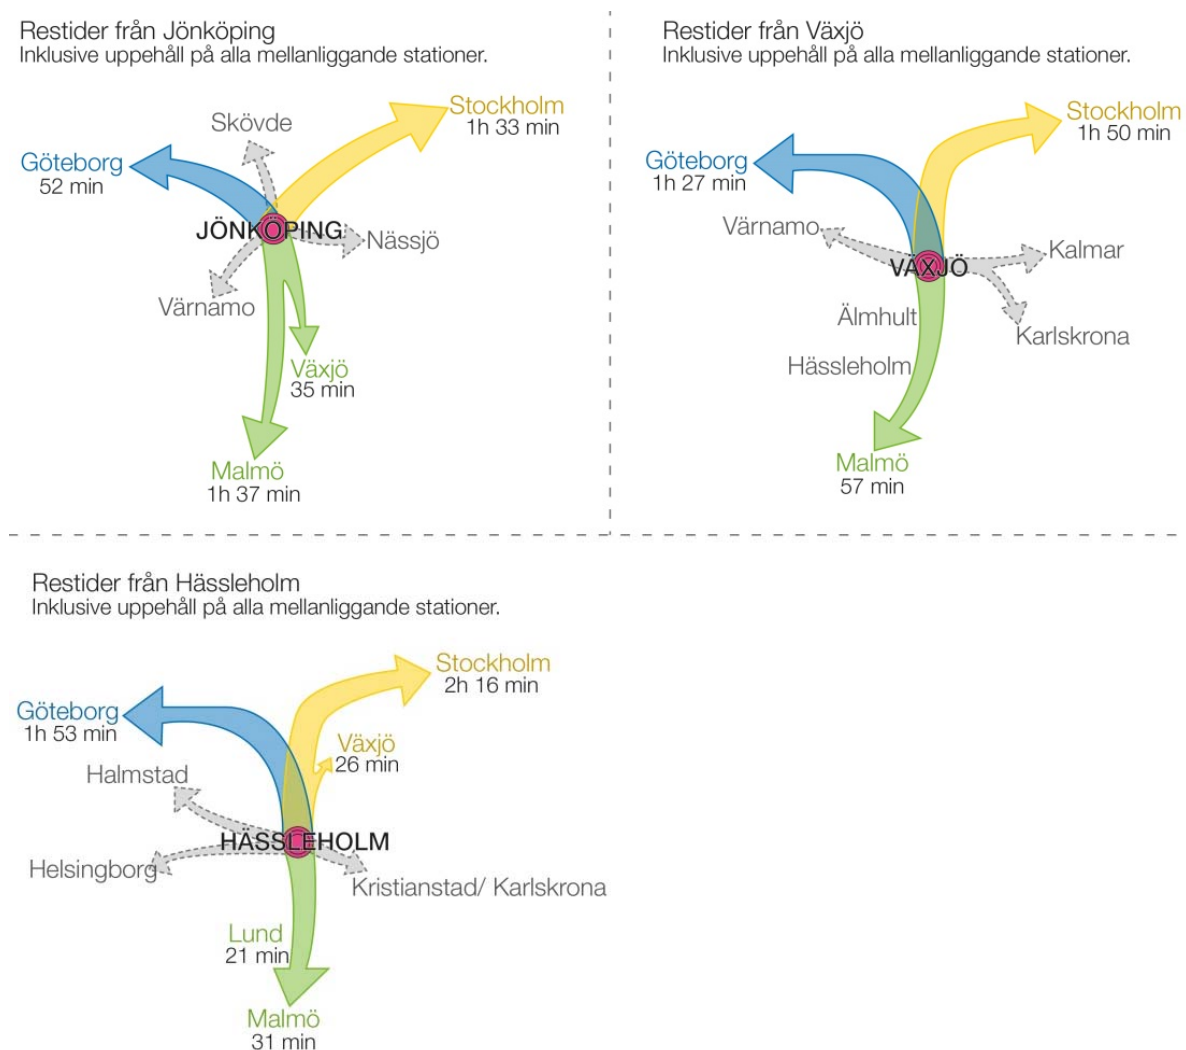 Restider från Jönköping
Inklusive uppehåll på alla mellanliggande stationer.
Stockholm
1h 33 min
Skövde
Göteborg
52 min
JÖNKÖPING
Nässjö
Värnamo
Växjö
35 min
Malmö
1h 37 min
Restider från Växjö
Inklusive uppehåll på alla mellanliggande stationer.
Stockholm
1h 50 min
Göteborg
1h 27 min
Värnamo
Kalmar
VÄXJÖ
Älmhult
Karlskrona
Hässleholm
Malmö
57 min
Restider från Hässleholm
Inklusive uppehåll på alla mellanliggande stationer.
Stockholm
2h 16 min
Göteborg
1h 53 min
Växjö
26 min
Halmstad
HÄSSLEHOLM
Helsingborg
Kristianstad/ Karlskrona
Lund
21 min
Malmö
31 min